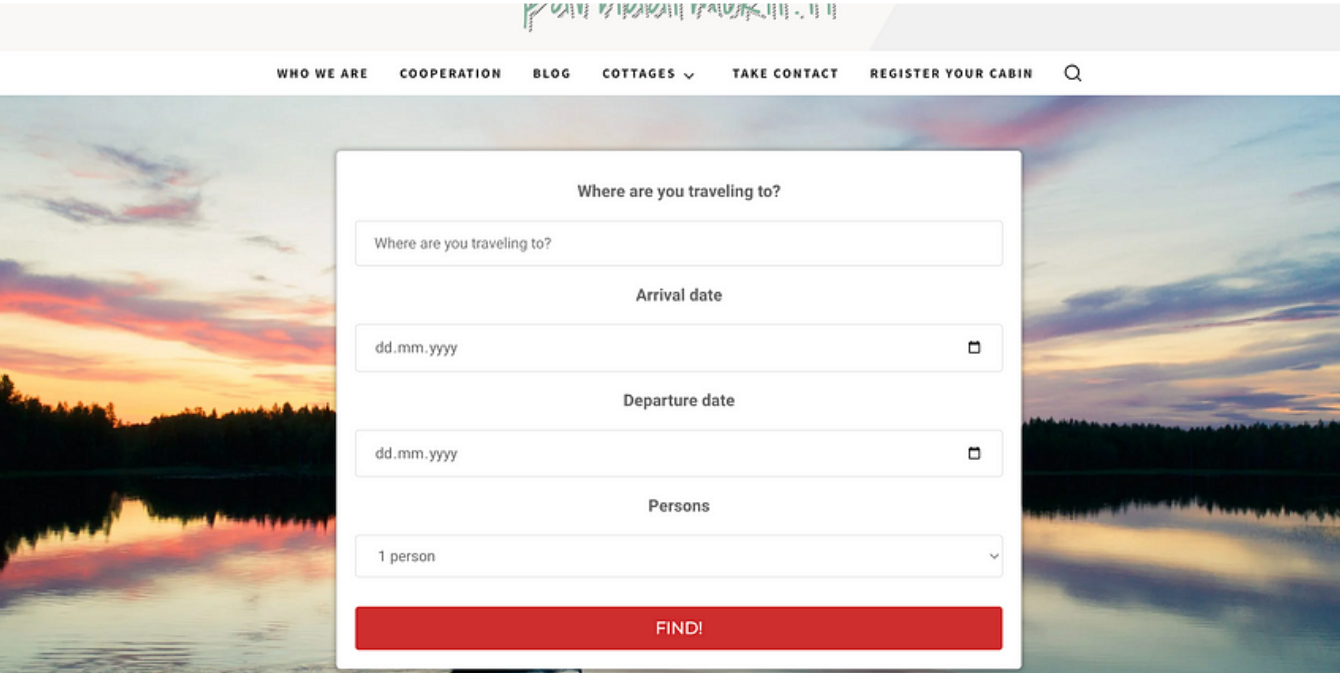 WHO WE ARE COOPERATION BLOG COTTAGES TAKE CONTACT REGISTER YOUR CABIN
Where are you traveling to?
Where are you traveling to?
Arrival date
dd.mm.yyyy
Departure date
dd.mm.yyyy
Persons
1 person
FIND!